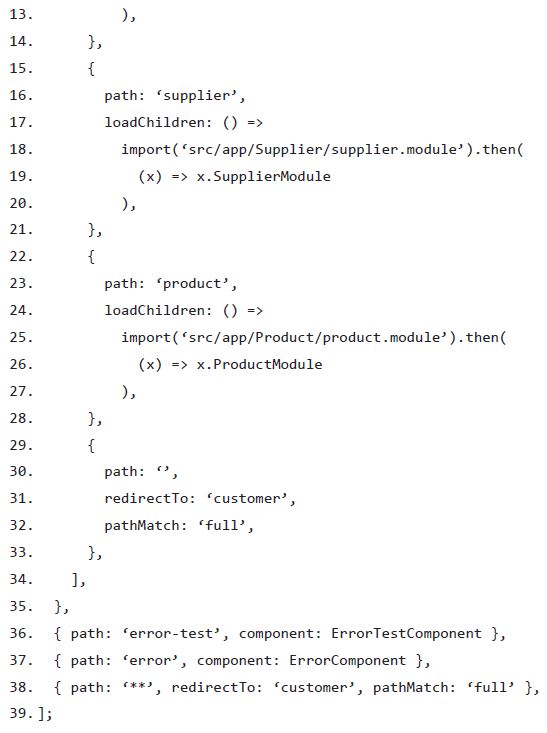 13.          ),
14.      },
15.      {
16.        path: ‘supplier’,
17.        loadChildren: () =>
18.          import(‘src/app/Supplier/supplier.module’).then(
19.            (x) => x.SupplierModule
20.          ),
21.      },
22.      {
23.        path: ‘product’,
24.        loadChildren: () =>
25.          import(‘src/app/Product/product.module’).then(
26.            (x) => x.ProductModule
27.          ),
28.      },
29.      {
30.        path: ‘’,
31.        redirectTo: ‘customer’,
32.        pathMatch: ‘full’,
33.      },
34.    ],
35.  },
36.  { path: ‘error-test’, component: ErrorTestComponent },
37.  { path: ‘error’, component: ErrorComponent },
38.  { path: ‘**’, redirectTo: ‘customer’, pathMatch: ‘full’ },
39. ];